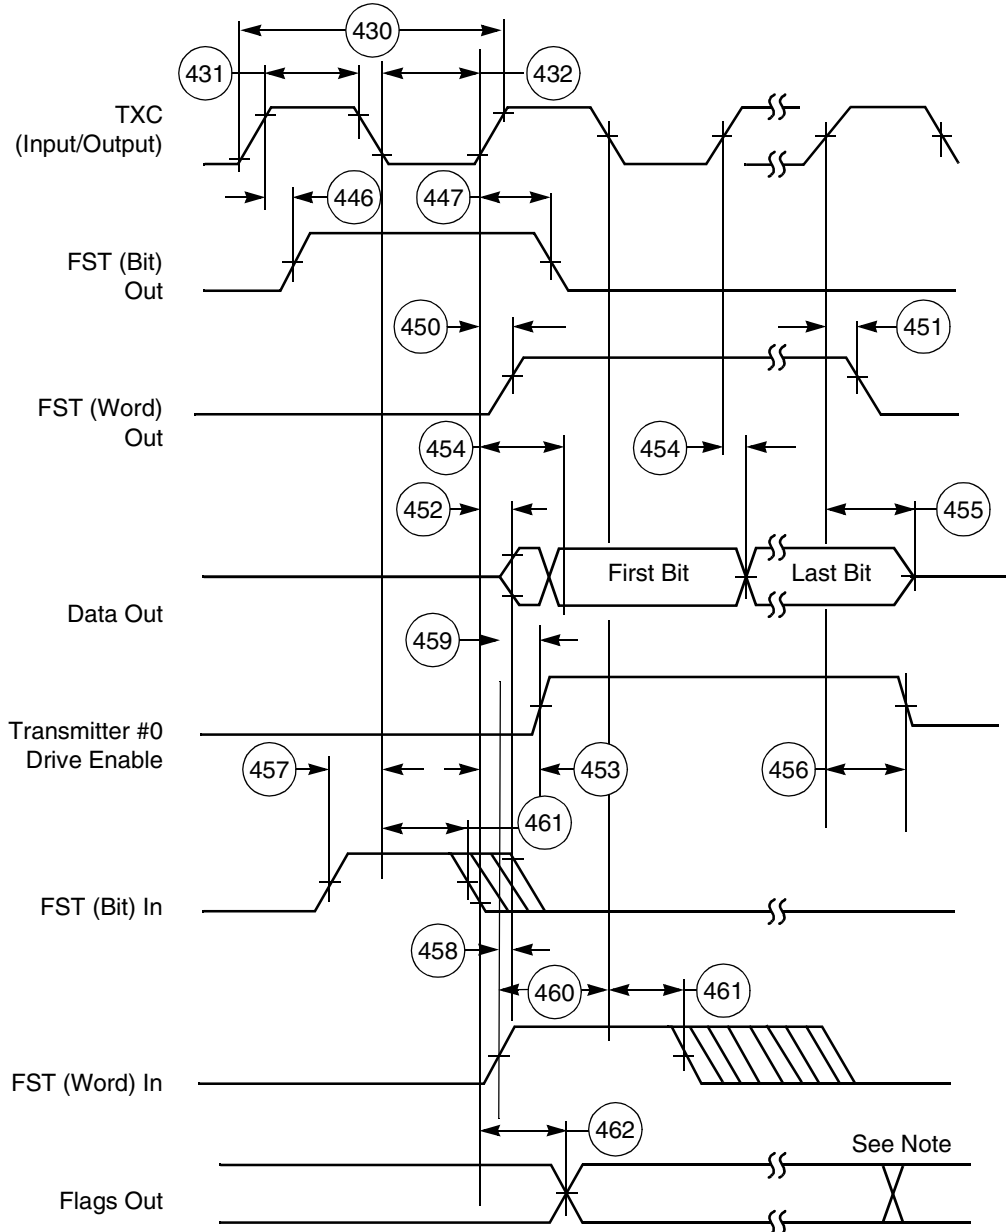 430
431
432
TXC
(Input/Output)
446
447
FST (Bit)
Out
450
451
FST (Word)
Out
454
454
452
455
First Bit
Last Bit
Data Out
459
Transmitter #0
Drive Enable
457
453
456
461
FST (Bit) In
458
460
461
FST (Word) In
462
See Note
Flags Out